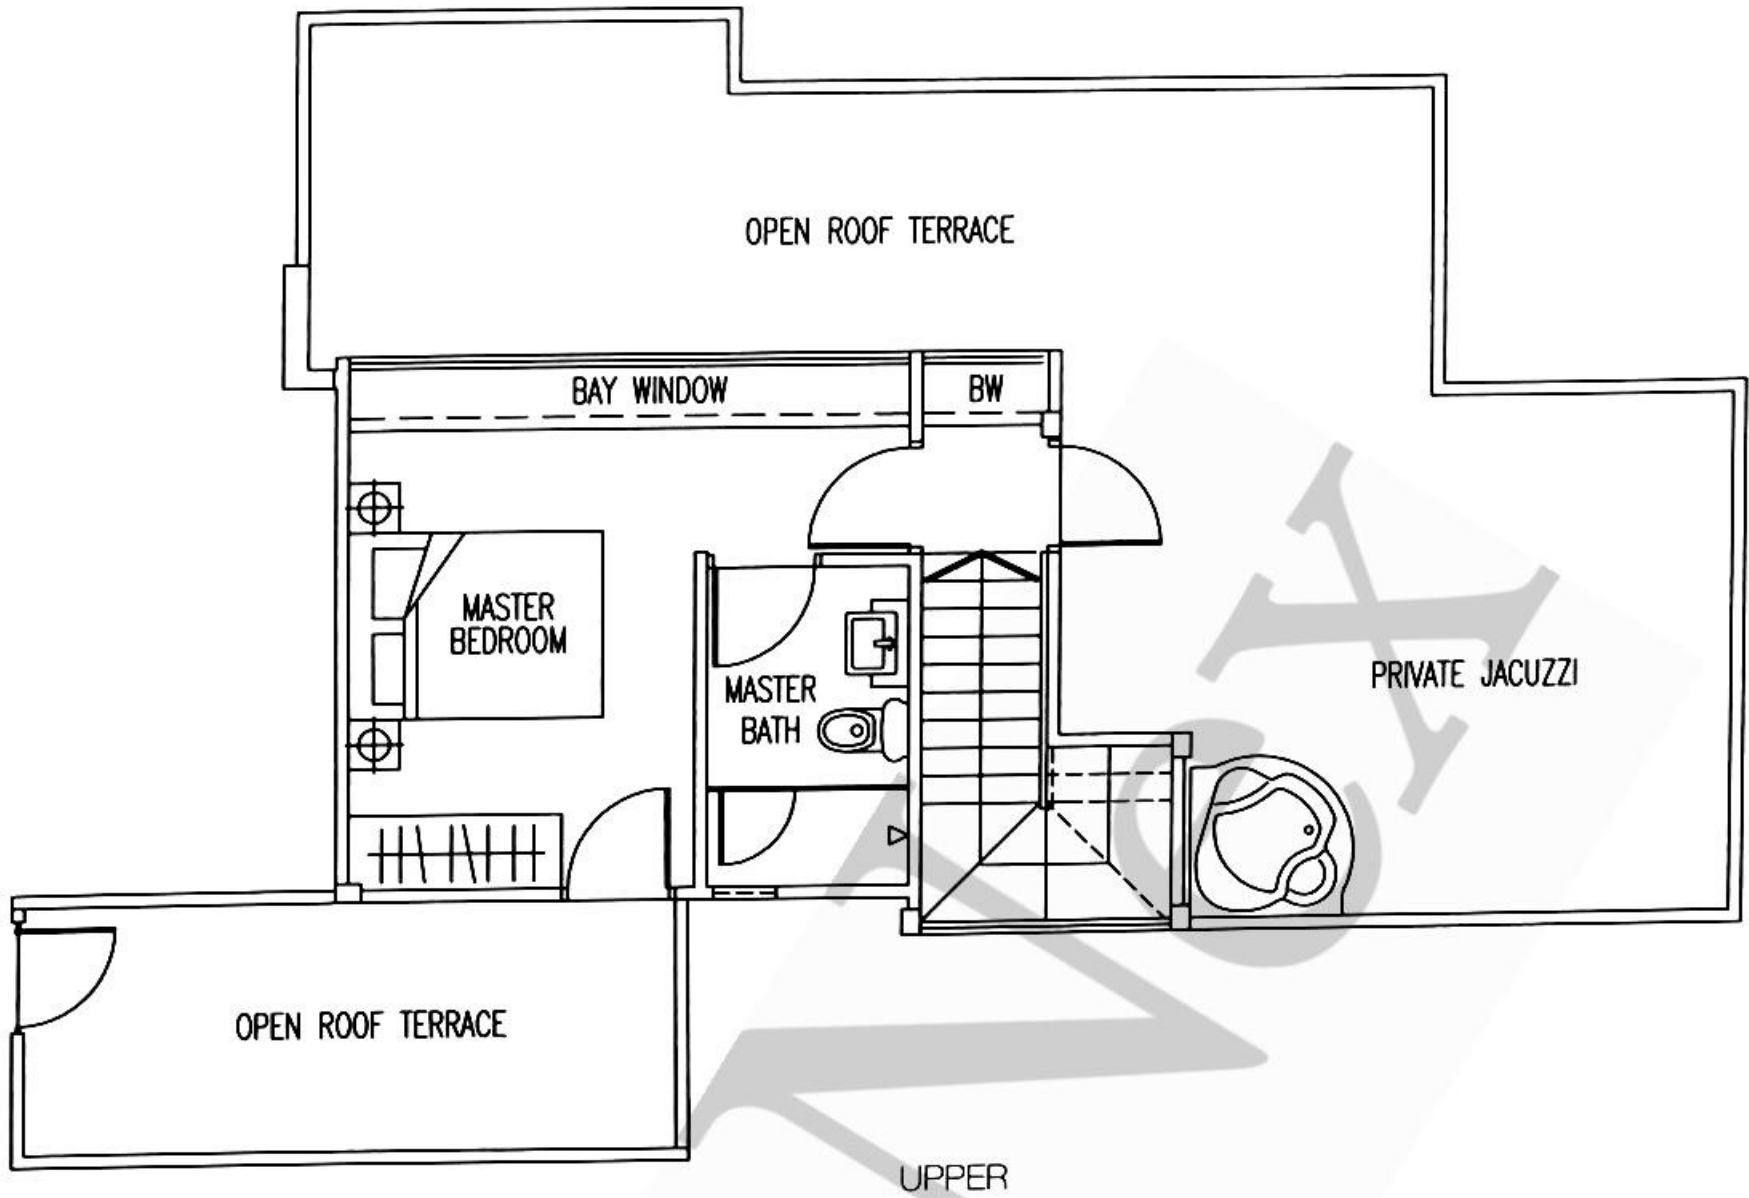 OPEN ROOF TERRACE
BAY WINDOW
BW
MASTER
BEDROOM
MASTER
BATH
PRIVATE JACUZZI
OPEN ROOF TERRACE
UPPER